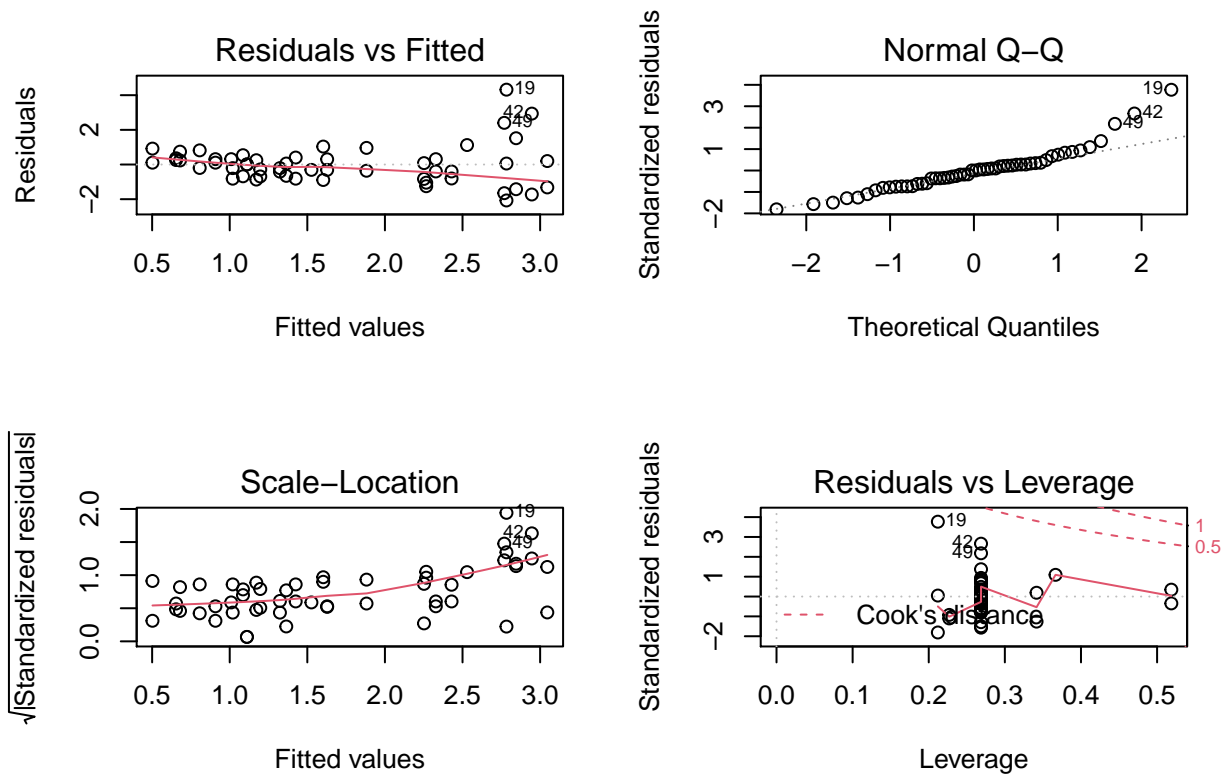 Residuals vs Fitted
Residuals
2
−2
19
42
49
0.5 1.0 1.5 2.0 2.5 3.0
Fitted values
Normal Q−Q
Standardized residuals
3
1
−2
19
42
49
−2 −1 0 1 2
Theoretical Quantiles
Scale−Location
√|Standardized residuals|
2.0
1.0
0.0
19
42
49
0.5 1.0 1.5 2.0 2.5 3.0
Fitted values
Residuals vs Leverage
Standardized residuals
3
1
−2
19
42
49
1
0.5
Cook's distance
0.0 0.1 0.2 0.3 0.4 0.5
Leverage